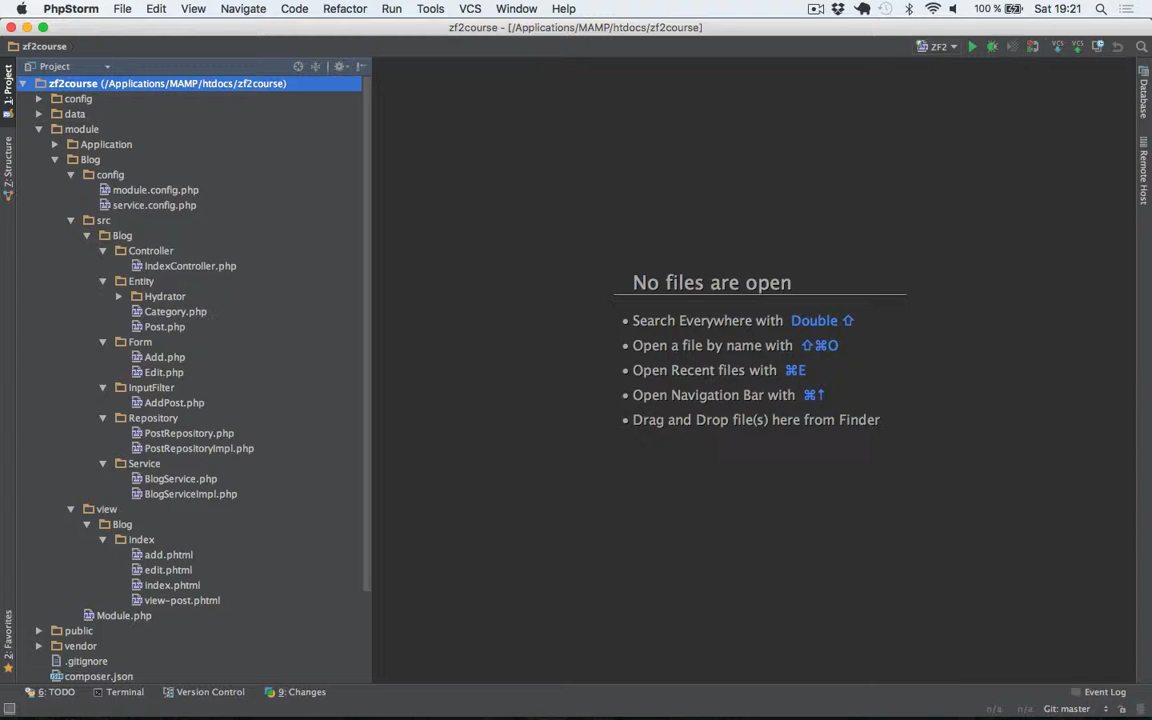 PhpStorm File Edit View Navigate Code Refactor Run Tools VCS Window Help 100 % Sat 19:21
zf2course - [/Applications/MAMP/htdocs/zf2course]
zf2course ZF2 VCS VCS
Project
zf2course (/Applications/MAMP/htdocs/zf2course)
config
data
module
Application
Blog
config
module.config.php
service.config.php
src
Blog
Controller
IndexController.php
Entity
Hydrator
Category.php
Post.php
Form
Add.php
Edit.php
InputFilter
AddPost.php
Repository
PostRepository.php
PostRepositoryImpl.php
Service
BlogService.php
BlogServiceImpl.php
view
Blog
index
add.phtml
edit.phtml
index.phtml
view-post.phtml
Module.php
public
vendor
.gitignore
composer.json
1: Project
Z: Structure
2: Favorites
No files are open
• Search Everywhere with Double ⇧
• Open a file by name with ⇧⌘O
• Open Recent files with ⌘E
• Open Navigation Bar with ⌘↑
• Drag and Drop file(s) here from Finder
Database
Remote Host
6: TODO Terminal Version Control 9: Changes Event Log
n/a n/a Git: master